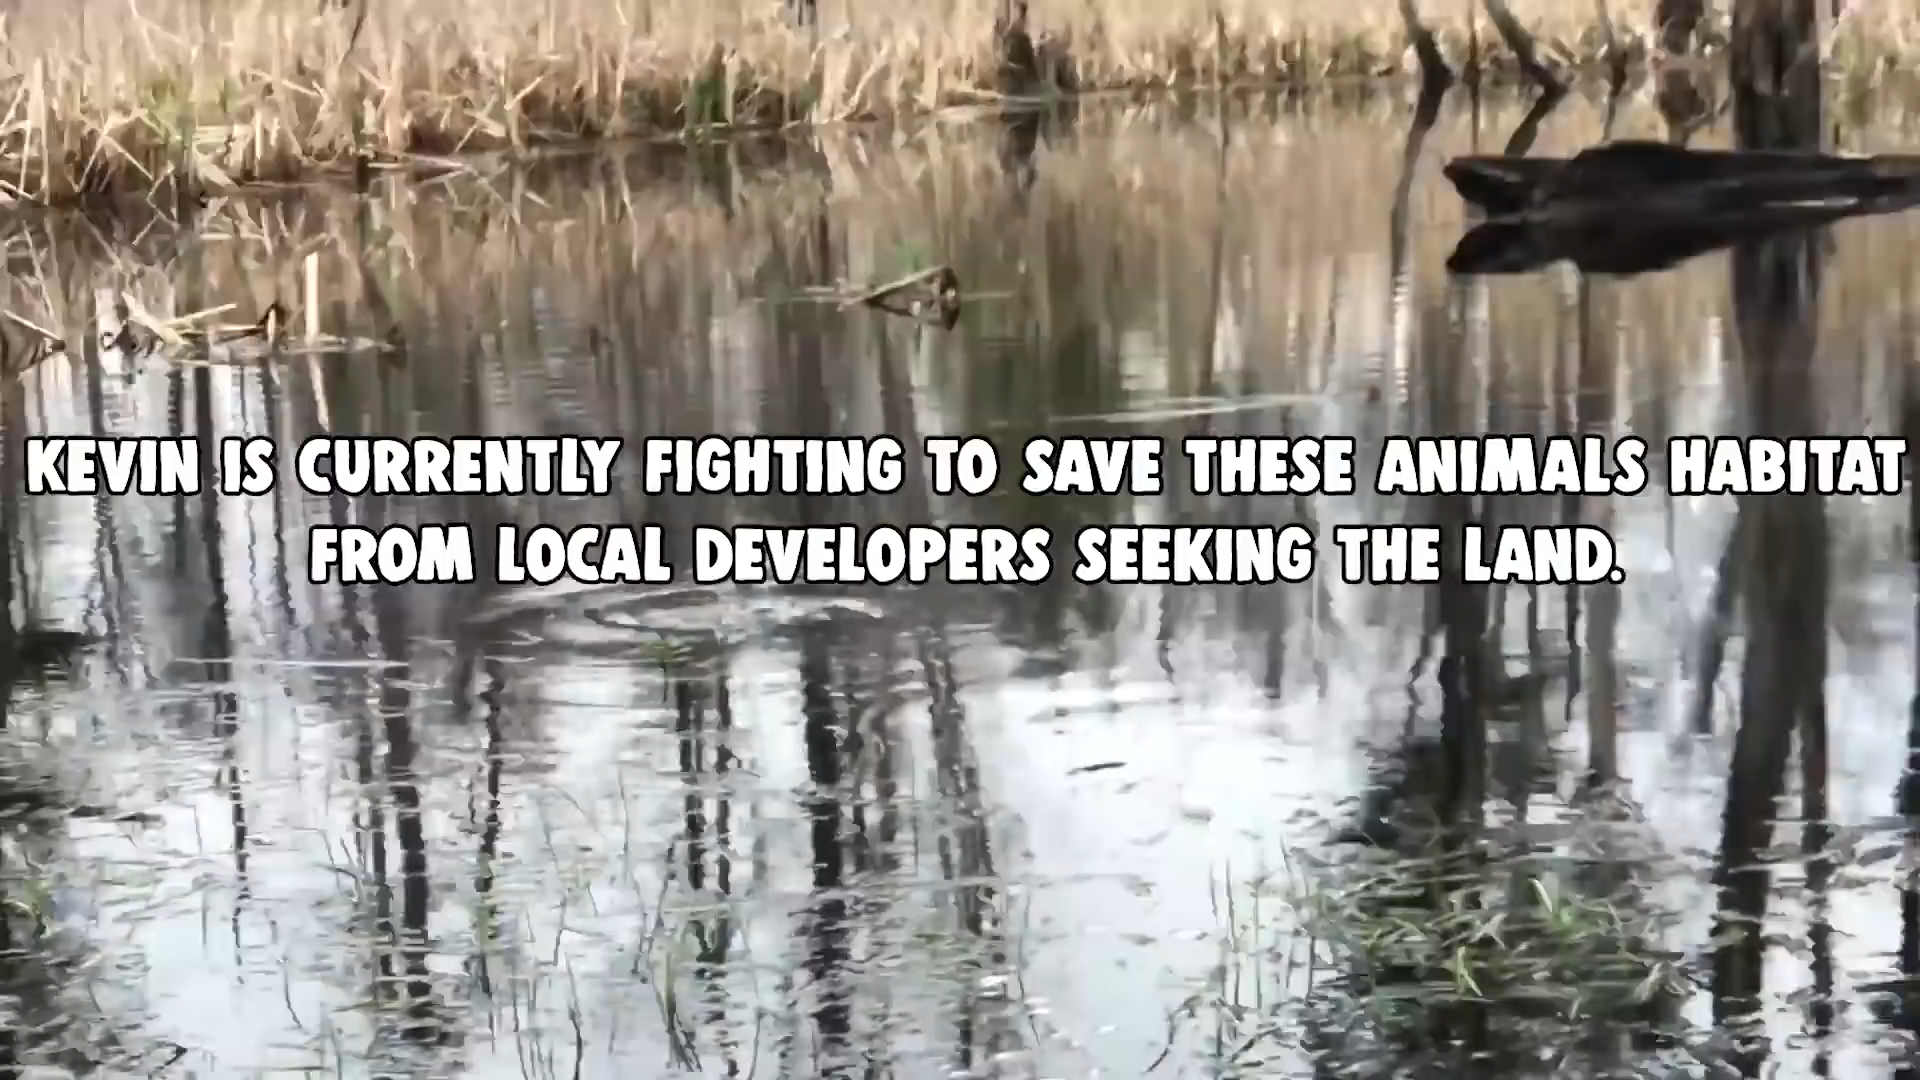 KEVIN IS CURRENTLY FIGHTING TO SAVE THESE ANIMALS HABITAT
FROM LOCAL DEVELOPERS SEEKING THE LAND.